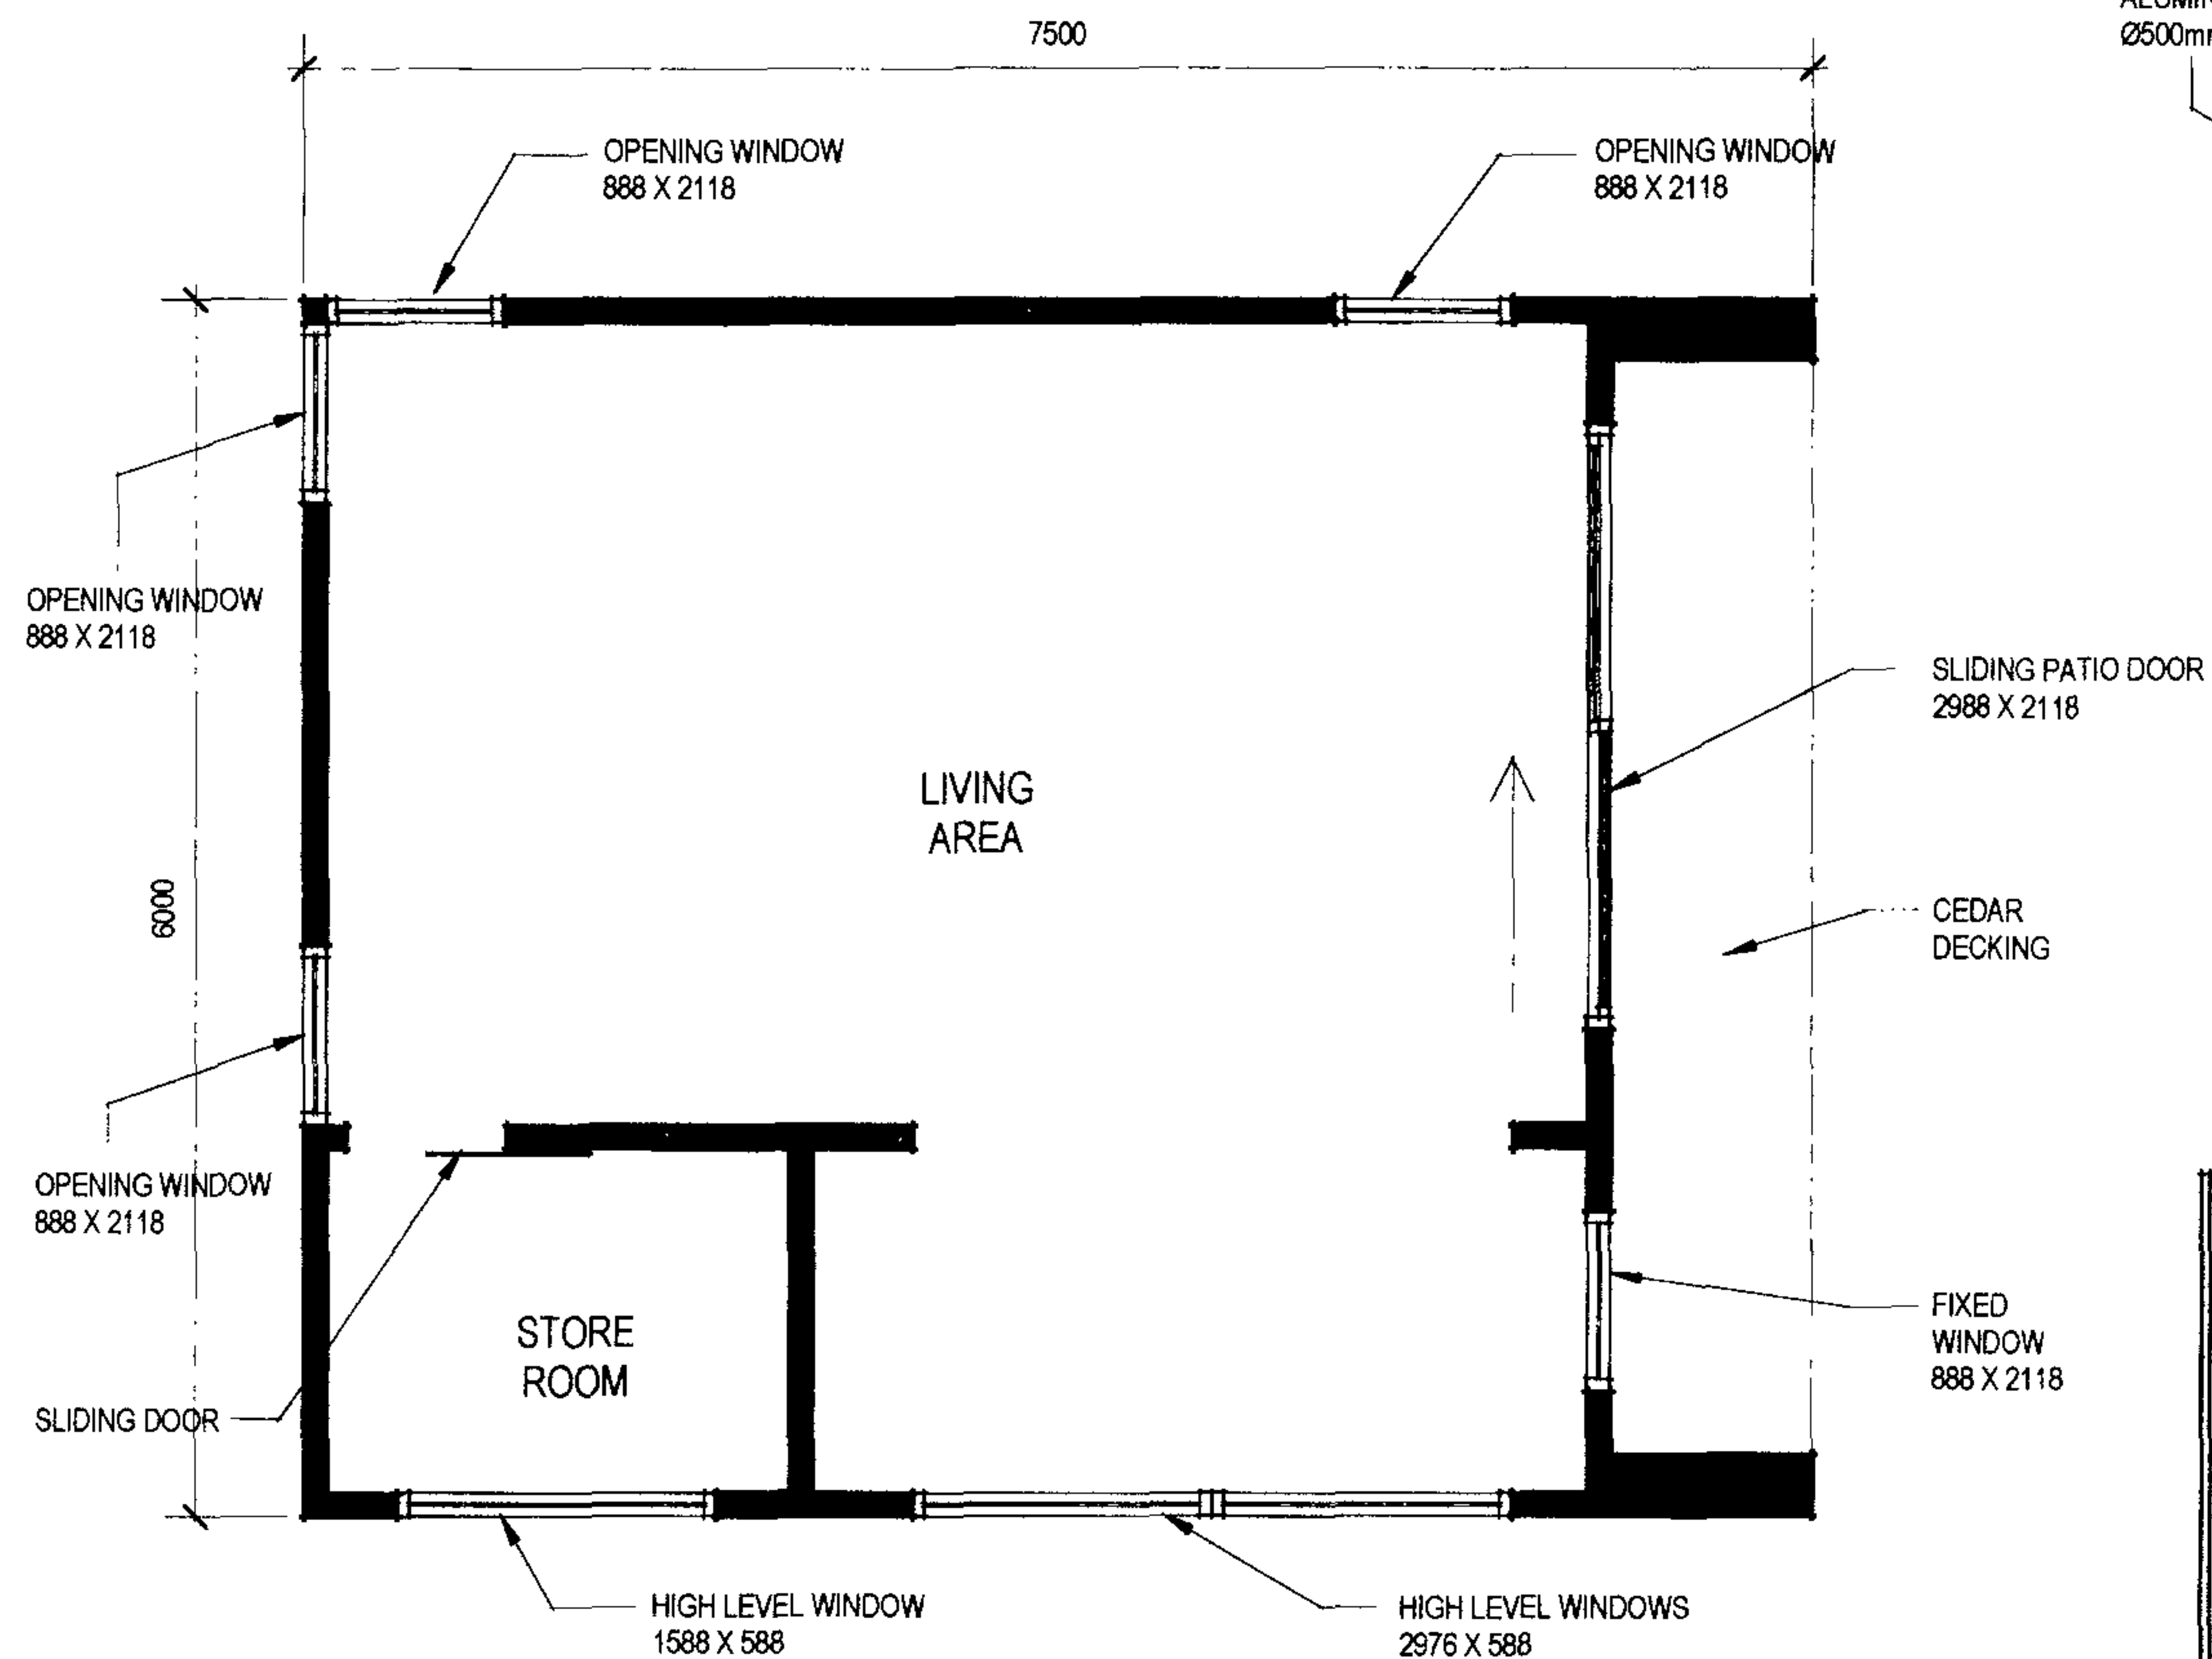 7500
Ø500mm
OPENING WINDOW
888 X 2118
OPENING WINDOW
888 X 2118
OPENING WINDOW
888 X 2118
SLIDING PATIO DOOR
2988 X 2118
LIVING
AREA
6000
CEDAR
DECKING
OPENING WINDOW
888 X 2118
FIXED
WINDOW
888 X 2118
STORE
ROOM
SLIDING DOOR
HIGH LEVEL WINDOW
1588 X 588
HIGH LEVEL WINDOWS
2976 X 588